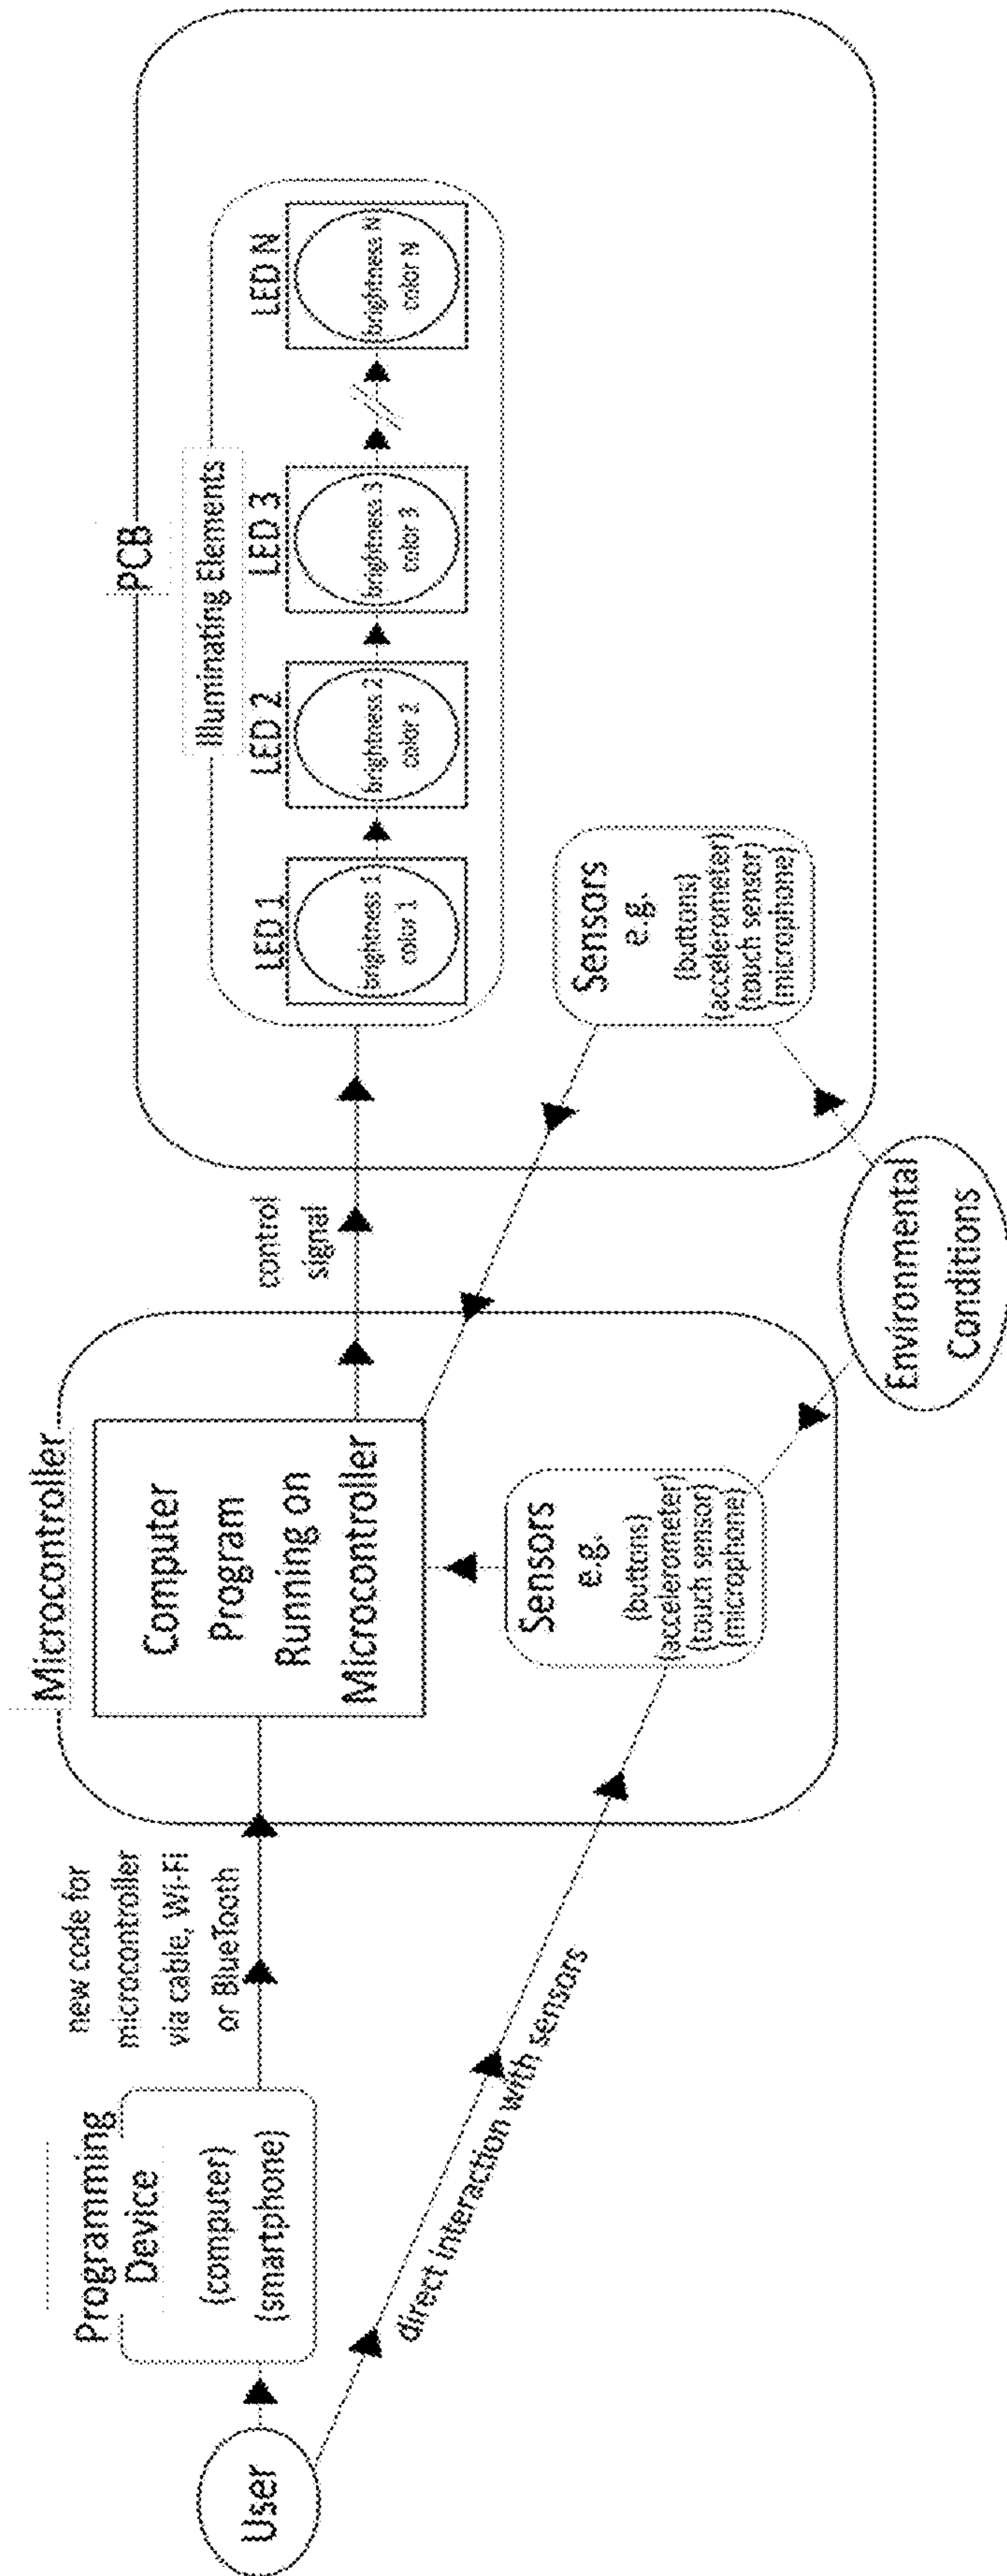 User
Programming
Device
(computer)
(smartphone)
new code for
microcontroller
via cable, Wi-Fi
or BlueTooth
direct interaction with sensors
Microcontroller
Computer
Program
Running on
Microcontroller
Sensors
e.g.
(buttons)
(accelerometer)
(touch sensor)
(microphone)
control
signal
Environmental
Conditions
PCB
Illuminating Elements
LED 1
brightness 1
color 1
LED 2
brightness 2
color 2
LED 3
brightness 3
color 3
LED N
brightness N
color N
Sensors
e.g.
(buttons)
(accelerometer)
(touch sensor)
(microphone)